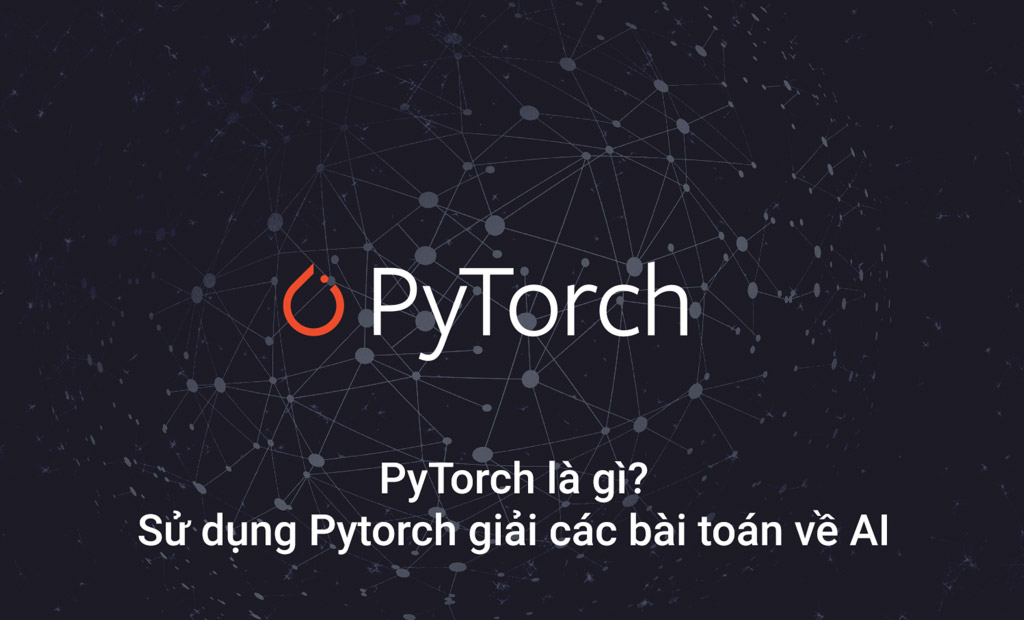 PyTorch
PyTorch là gì?
Sử dụng Pytorch giải các bài toán về AI